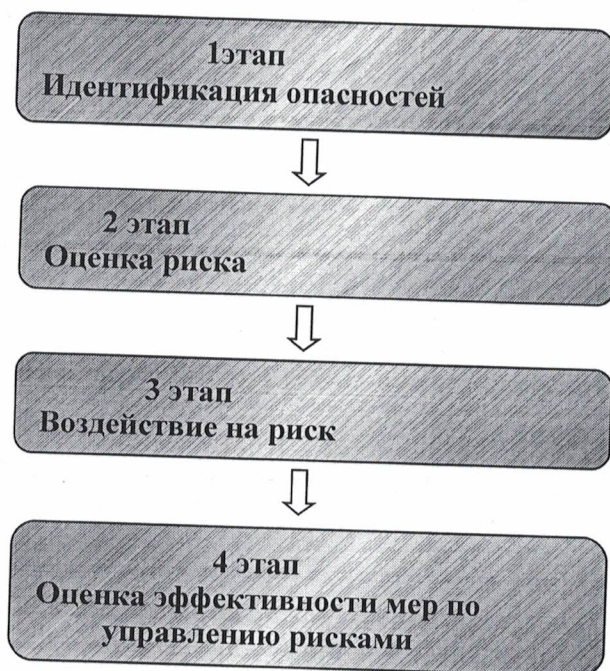 1этап
Идентификация опасностей
2 этап
Оценка риска
3 этап
Воздействие на риск
4 этап
Оценка эффективности мер по
управлению рисками